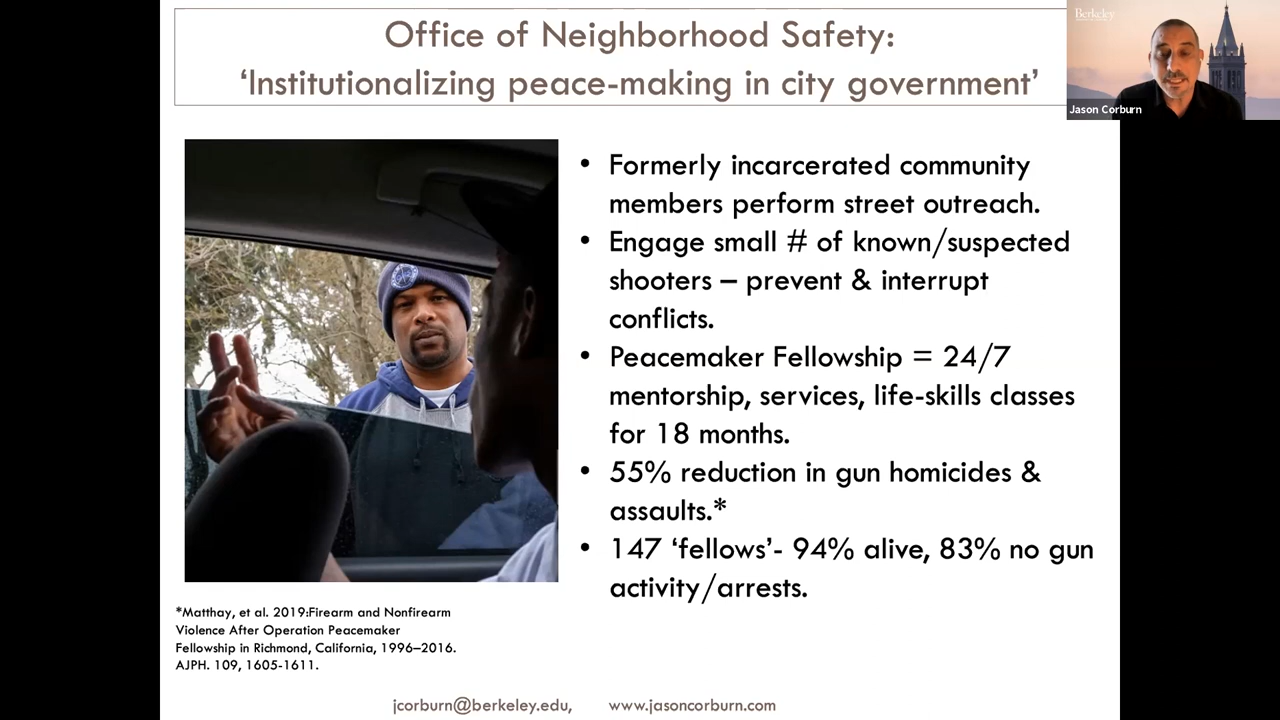 Office of Neighborhood Safety:
‘Institutionalizing peace-making in city government’
Berkeley
Jason Corburn
• Formerly incarcerated community
members perform street outreach.
• Engage small # of known/suspected
shooters – prevent & interrupt
conflicts.
• Peacemaker Fellowship = 24/7
mentorship, services, life-skills classes
for 18 months.
• 55% reduction in gun homicides &
assaults.*
• 147 ‘fellows’- 94% alive, 83% no gun
activity/arrests.
*Matthay, et al. 2019:Firearm and Nonfirearm
Violence After Operation Peacemaker
Fellowship in Richmond, California, 1996–2016.
AJPH. 109, 1605-1611.
jcorburn@berkeley.edu, www.jasoncorburn.com